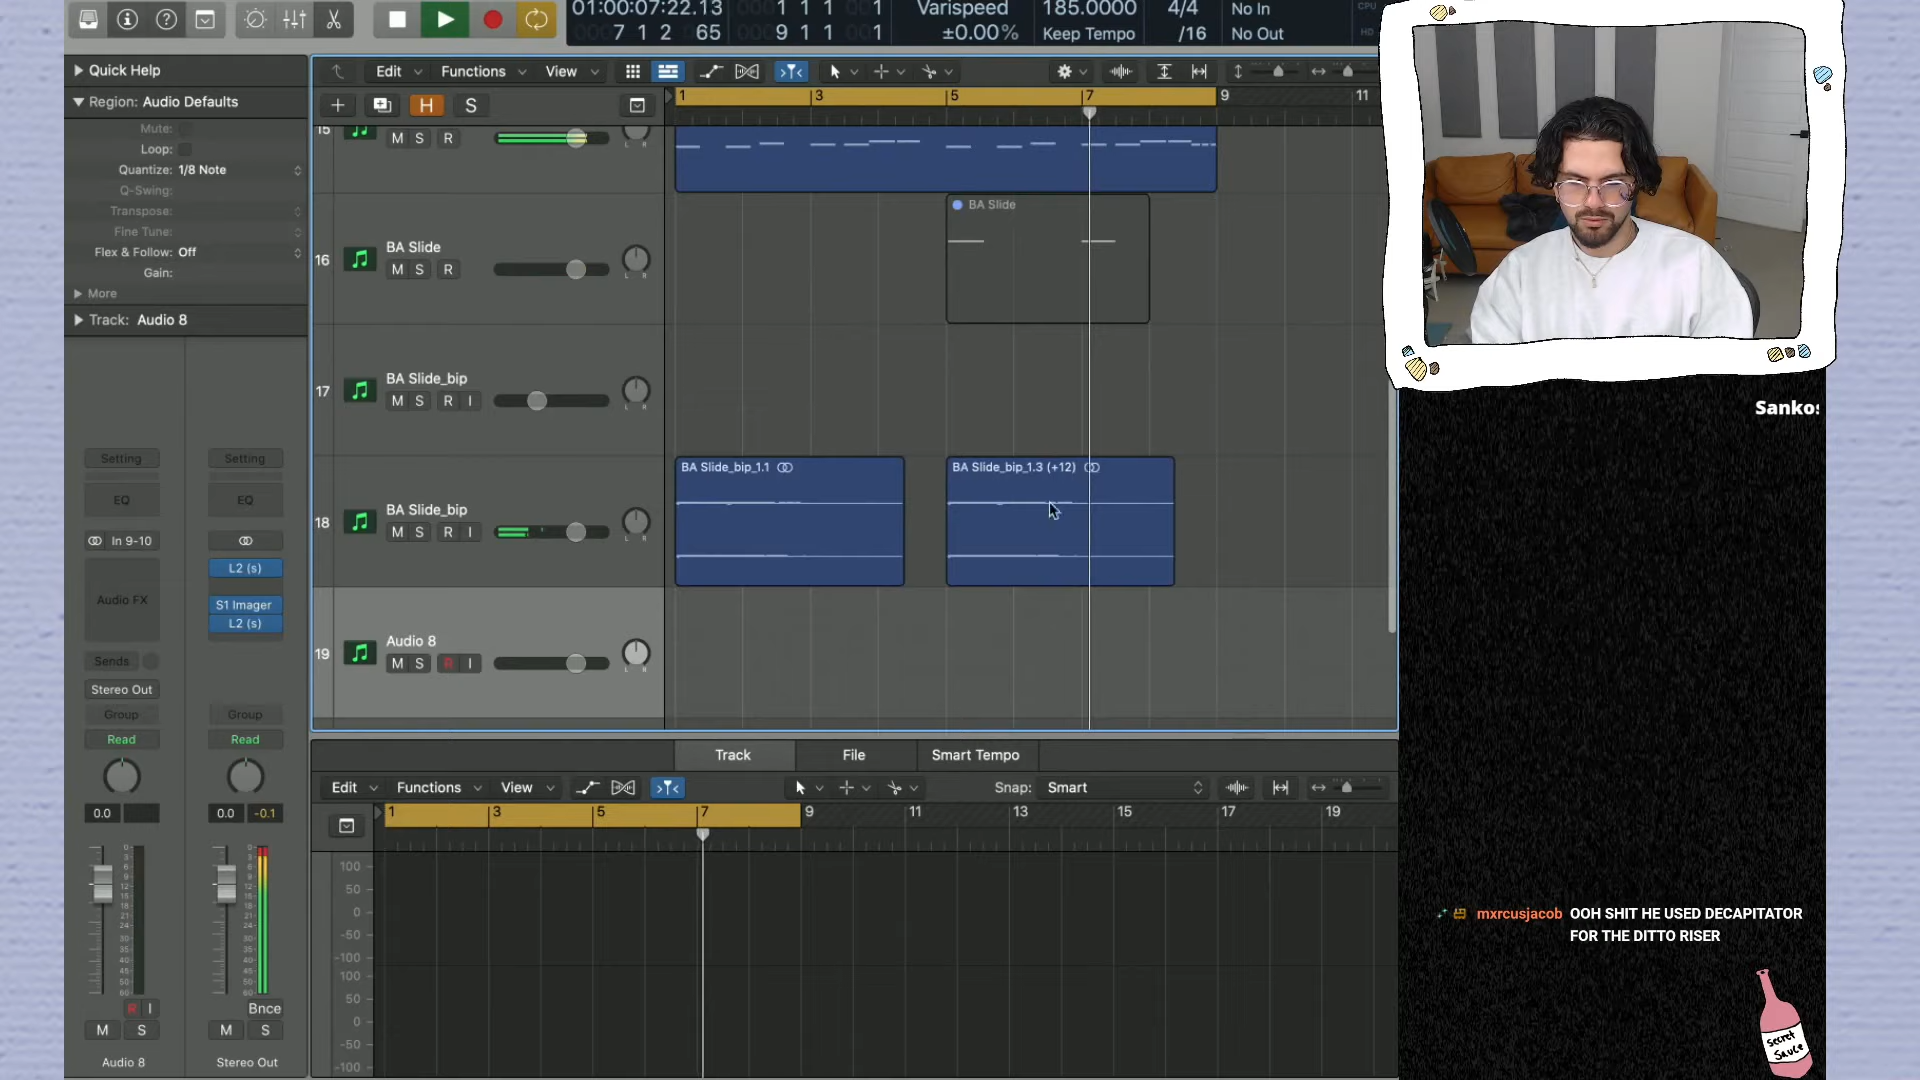 01:00:07:22.13
7 1 2 65
1 1 1 1
9 1 1 1
Varispeed
±0.00%
185.0000
Keep Tempo
4/4
/16
No In
No Out
CPU
HD
Quick Help
Region: Audio Defaults
Mute:
Loop:
Quantize: 1/8 Note
Q-Swing:
Transpose:
Fine Tune:
Flex & Follow: Off
Gain:
More
Track: Audio 8
Edit Functions View
H S
1 3 5 7 9 11
15
M S R
16 BA Slide
M S R
BA Slide
17 BA Slide_bip
M S R I
18 BA Slide_bip
M S R I
BA Slide_bip_1.1
BA Slide_bip_1.3 (+12)
19 Audio 8
M S R I
Setting Setting
EQ EQ
In 9-10
L2 (s)
Audio FX
S1 Imager
L2 (s)
Sends
Stereo Out
Group Group
Read Read
0.0
0.0 -0.1
R I
Bnce
M S M S
Audio 8 Stereo Out
Track File Smart Tempo
Edit Functions View
Snap: Smart
1 3 5 7 9 11 13 15 17 19
100
50
0
-50
-100
100
50
0
-50
-100
Sankos
mxrcusjacob OOH SHIT HE USED DECAPITATOR
FOR THE DITTO RISER
Secret
Sauce